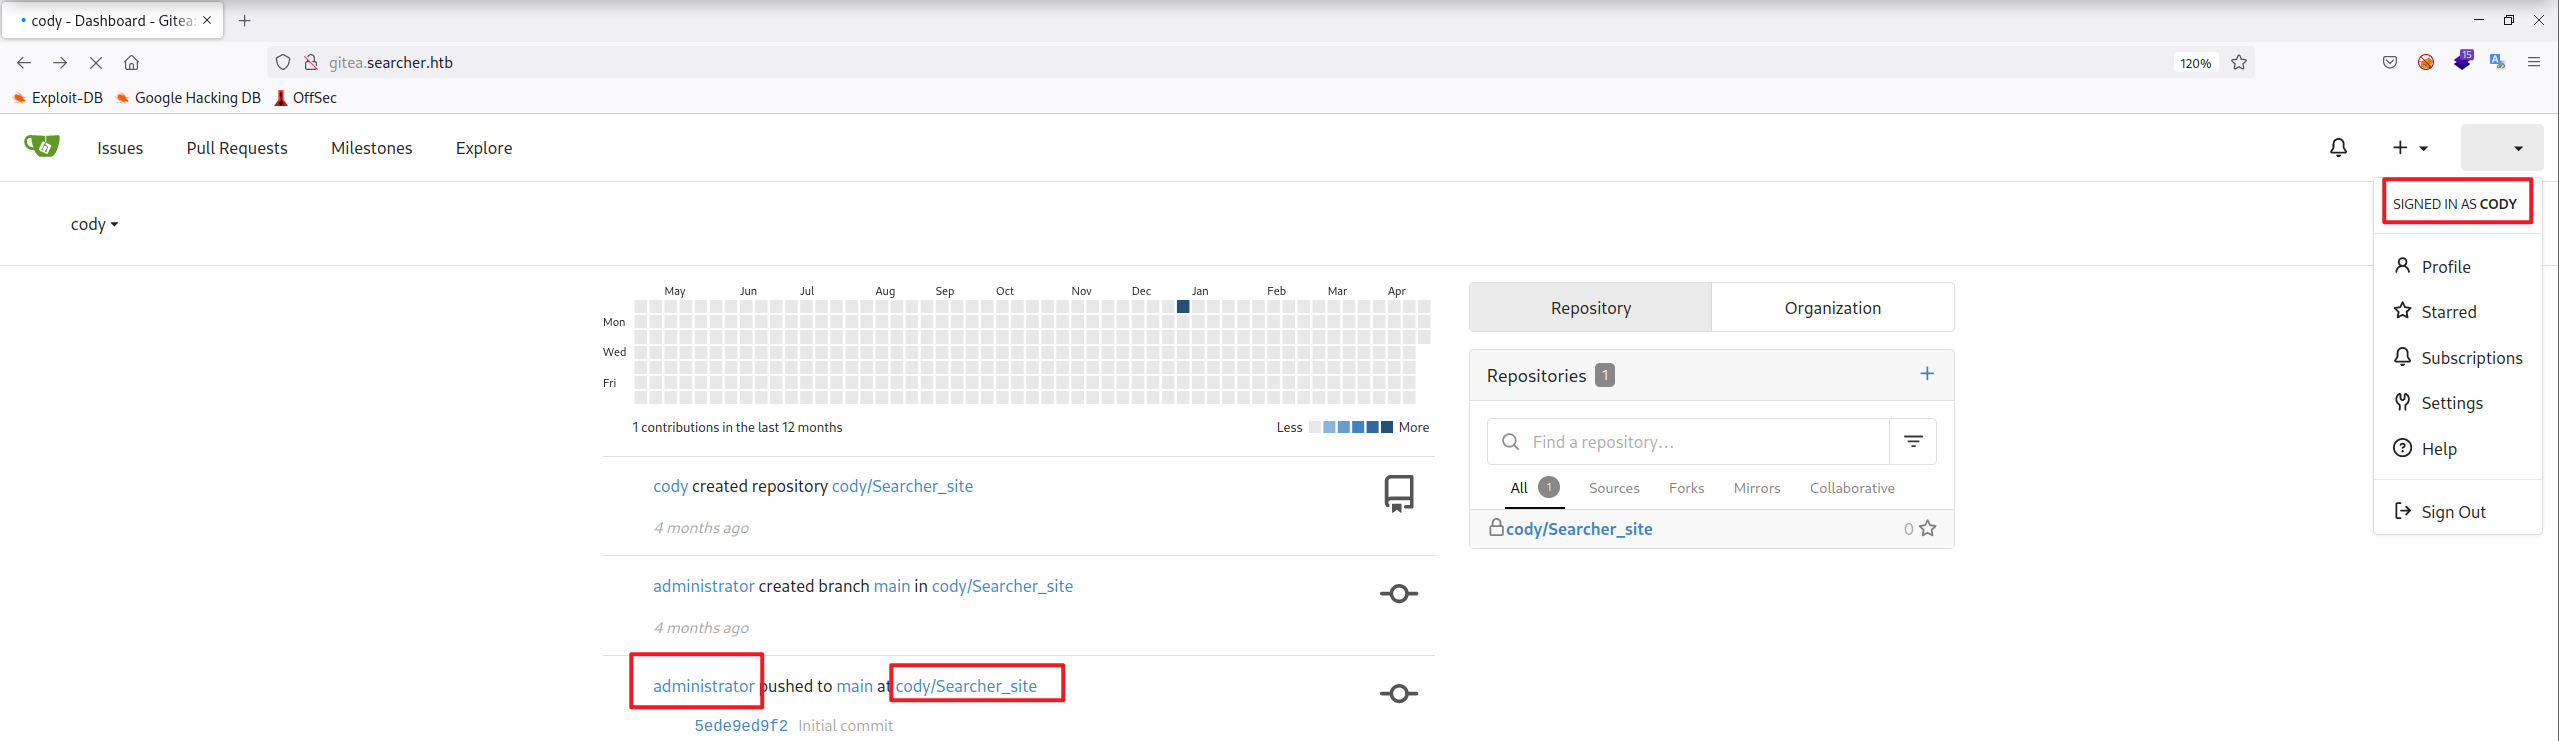 cody - Dashboard - Gitea:
gitea.searcher.htb 120% 15
Exploit-DB Google Hacking DB OffSec
Issues Pull Requests Milestones Explore
SIGNED IN AS CODY
cody
Profile
Starred
Subscriptions
Settings
Help
Sign Out
May Jun Jul Aug Sep Oct Nov Dec Jan Feb Mar Apr
Mon
Wed
Fri
1 contributions in the last 12 months Less More
cody created repository cody/Searcher_site
4 months ago
administrator created branch main in cody/Searcher_site
4 months ago
administrator pushed to main at cody/Searcher_site
5ede9ed9f2 Initial commit
Repository Organization
Repositories 1
Find a repository...
All 1 Sources Forks Mirrors Collaborative
cody/Searcher_site 0